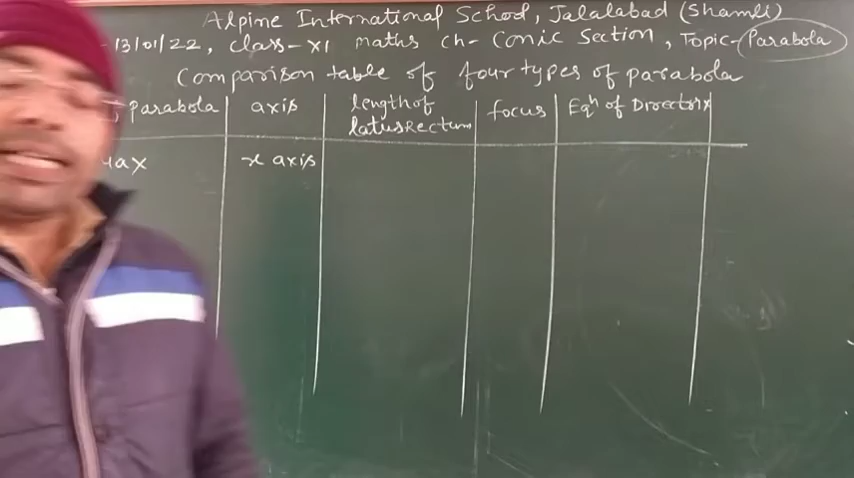 Alpine International School, Jalalabad (Shamli)
13/01/22, class-XI maths ch- Conic Section, Topic- Parabola
Comparison table of four types of parabola
parabola axis length of latus Rectum focus Eqⁿ of Directrix
4ax x axis